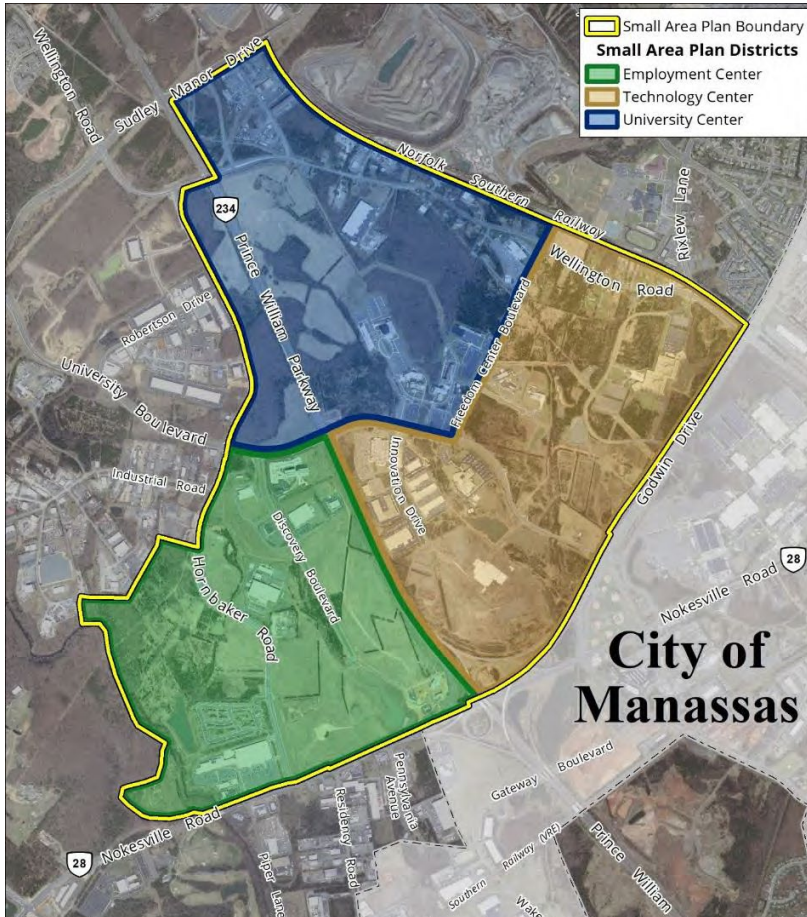 Small Area Plan Boundary
Small Area Plan Districts
Employment Center
Technology Center
University Center
Wellington Road
Sudley Manor Drive
Norfolk Southern Railway
Rixlew Lane
234
Prince William Parkway
Wellington Road
Robertson Drive
Freedom Center Boulevard
University Boulevard
Godwin Drive
Innovation Drive
Industrial Road
Discovery Boulevard
Hornbaker Road
28
Nokesville Road
City of
Manassas
Gateway Boulevard
Pennsylvania
Avenue
Residency Road
Prince William
Nokesville Road
28
Piper Lane
Southern Railway (VRE)
Wake